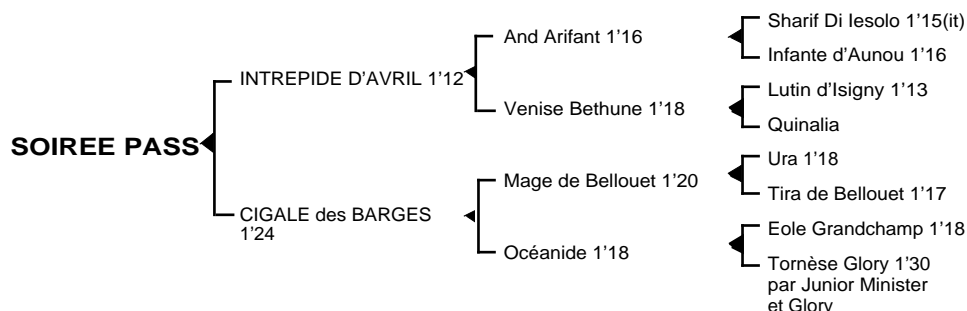 SOIREE PASS
INTREPIDE D'AVRIL 1'12
CIGALE des BARGES
1'24
And Arifant 1'16
Venise Bethune 1'18
Mage de Bellouet 1'20
Océanide 1'18
Sharif Di Iesolo 1'15(it)
Infante d'Aunou 1'16
Lutin d'Isigny 1'13
Quinalia
Ura 1'18
Tira de Bellouet 1'17
Eole Grandchamp 1'18
Tornèse Glory 1'30
par Junior Minister
et Glory